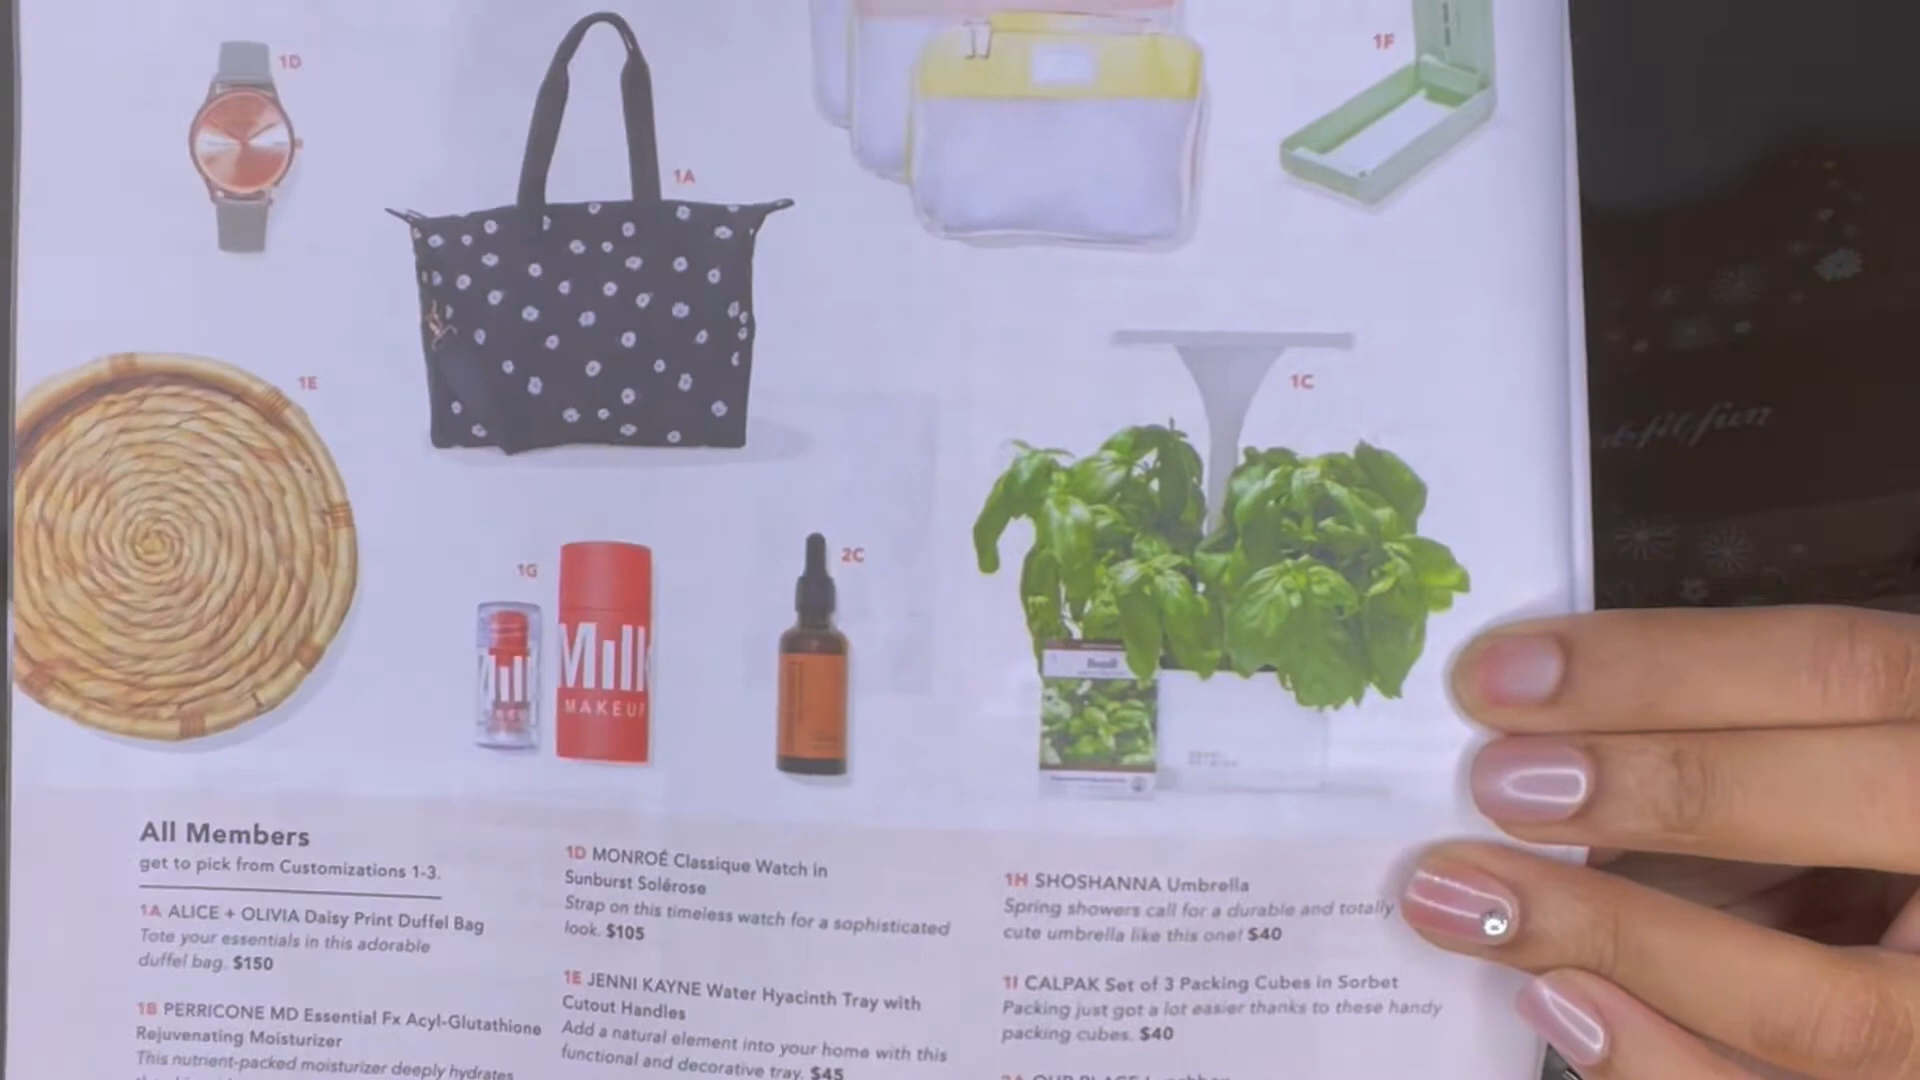 1D
1F
1A
1E
1C
1G
2C
Milk
MAKEUP
Milk
Basil
All Members
get to pick from Customizations 1-3.
1A ALICE + OLIVIA Daisy Print Duffel Bag
Tote your essentials in this adorable
duffel bag. $150
1B PERRICONE MD Essential Fx Acyl-Glutathione
Rejuvenating Moisturizer
This nutrient-packed moisturizer deeply hydrates
1D MONROÉ Classique Watch in
Sunburst Solérose
Strap on this timeless watch for a sophisticated
look. $105
1E JENNI KAYNE Water Hyacinth Tray with
Cutout Handles
Add a natural element into your home with this
functional and decorative tray. $45
1H SHOSHANNA Umbrella
Spring showers call for a durable and totally
cute umbrella like this one! $40
1I CALPAK Set of 3 Packing Cubes in Sorbet
Packing just got a lot easier thanks to these handy
packing cubes. $40